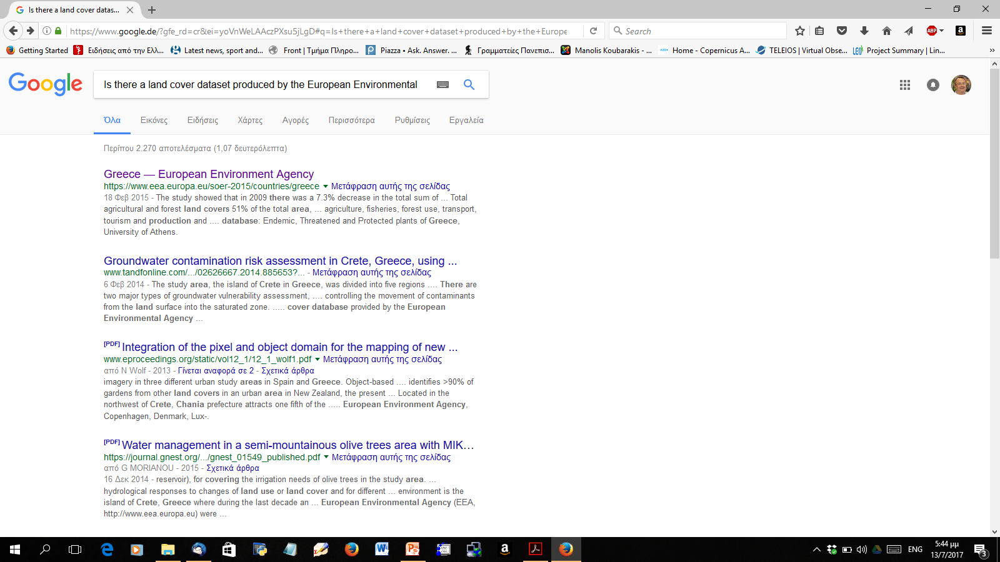 Is there a land cover datas...
https://www.google.de/?gfe_rd=cr&ei=yoVnWeLAAczPXsu5jLgD#q=Is+there+a+land+cover+dataset+produced+by+the+Europe
Search
ABP
Getting Started
Ειδήσεις από την Ελλ...
Latest news, sport and...
Front | Τμήμα Πληρο...
Piazza • Ask. Answer. ...
Γραμματείες Πανεπισ...
Manolis Koubarakis - ...
Home - Copernicus A...
TELEIOS | Virtual Obse...
Project Summary | Lin...
Google
Is there a land cover dataset produced by the European Environmental
Όλα
Εικόνες
Ειδήσεις
Χάρτες
Αγορές
Περισσότερα
Ρυθμίσεις
Εργαλεία
Περίπου 2.270 αποτελέσματα (1,07 δευτερόλεπτα)
Greece — European Environment Agency
https://www.eea.europa.eu/soer-2015/countries/greece Μετάφραση αυτής της σελίδας
18 Φεβ 2015 - The study showed that in 2009 there was a 7.3% decrease in the total sum of ... Total
agricultural and forest land covers 51% of the total area, ... agriculture, fisheries, forest use, transport,
tourism and production and .... database: Endemic, Threatened and Protected plants of Greece,
University of Athens.
Groundwater contamination risk assessment in Crete, Greece, using ...
www.tandfonline.com/.../02626667.2014.885653?... - Μετάφραση αυτής της σελίδας
6 Φεβ 2014 - The study area, the island of Crete in Greece, was divided into five regions .... There are
two major types of groundwater vulnerability assessment, .... controlling the movement of contaminants
from the land surface into the saturated zone. ..... cover database provided by the European
Environmental Agency ...
[PDF] Integration of the pixel and object domain for the mapping of new ...
www.eproceedings.org/static/vol12_1/12_1_wolf1.pdf Μετάφραση αυτής της σελίδας
από N Wolf - 2013 - Γίνεται αναφορά σε 2 - Σχετικά άρθρα
imagery in three different urban study areas in Spain and Greece. Object-based .... identifies >90% of
gardens from other land covers in an urban area in New Zealand, the present ... Located in the
northwest of Crete, Chania prefecture attracts one fifth of the ..... European Environment Agency,
Copenhagen, Denmark, Lux-.
[PDF] Water management in a semi-mountainous olive trees area with MIK...
https://journal.gnest.org/.../gnest_01549_published.pdf Μετάφραση αυτής της σελίδας
από G MORIANOU - 2015 - Σχετικά άρθρα
16 Δεκ 2014 - reservoir), for covering the irrigation needs of olive trees in the study area. ...
hydrological responses to changes of land use or land cover and for different ... environment is the
island of Crete, Greece where during the last decade an ... European Environmental Agency (EEA,
http://www.eea.europa.eu) were ...
ENG
5:44 μμ
13/7/2017
3